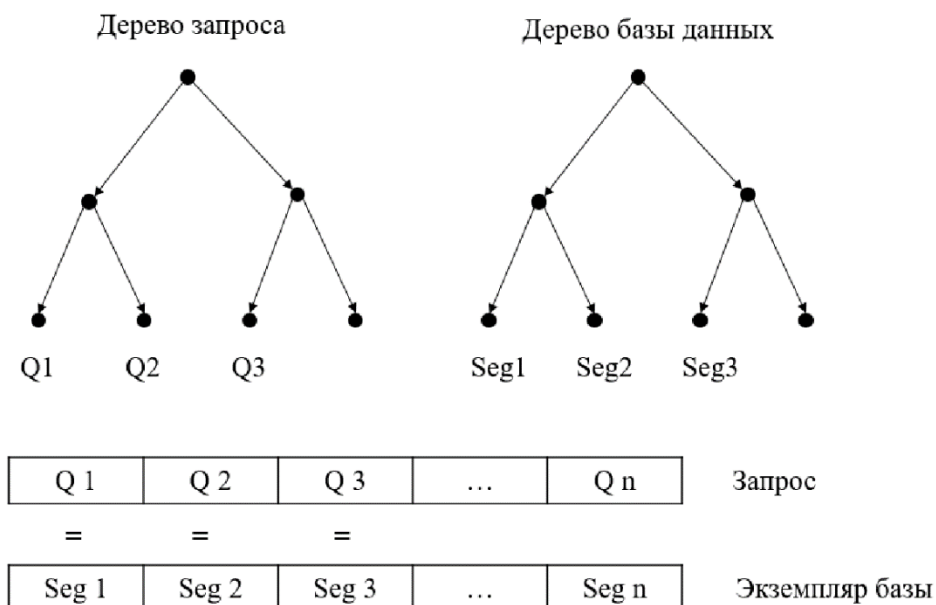 Дерево запроса
Дерево базы данных
Q1 Q2 Q3
Seg1 Seg2 Seg3
Q 1 Q 2 Q 3 … Q n Запрос
= = =
Seg 1 Seg 2 Seg 3 … Seg n Экземпляр базы